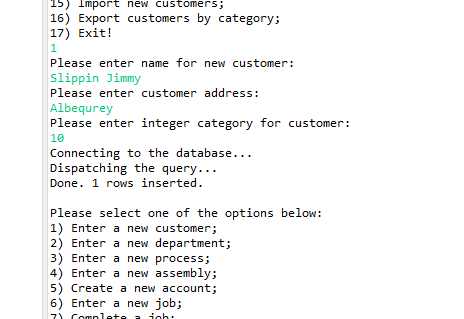 15) Import new customers;
16) Export customers by category;
17) Exit!
1
Please enter name for new customer:
Slippin Jimmy
Please enter customer address:
Albequrey
Please enter integer category for customer:
10
Connecting to the database...
Dispatching the query...
Done. 1 rows inserted.
Please select one of the options below:
1) Enter a new customer;
2) Enter a new department;
3) Enter a new process;
4) Enter a new assembly;
5) Create a new account;
6) Enter a new job;
7) Complete a job;